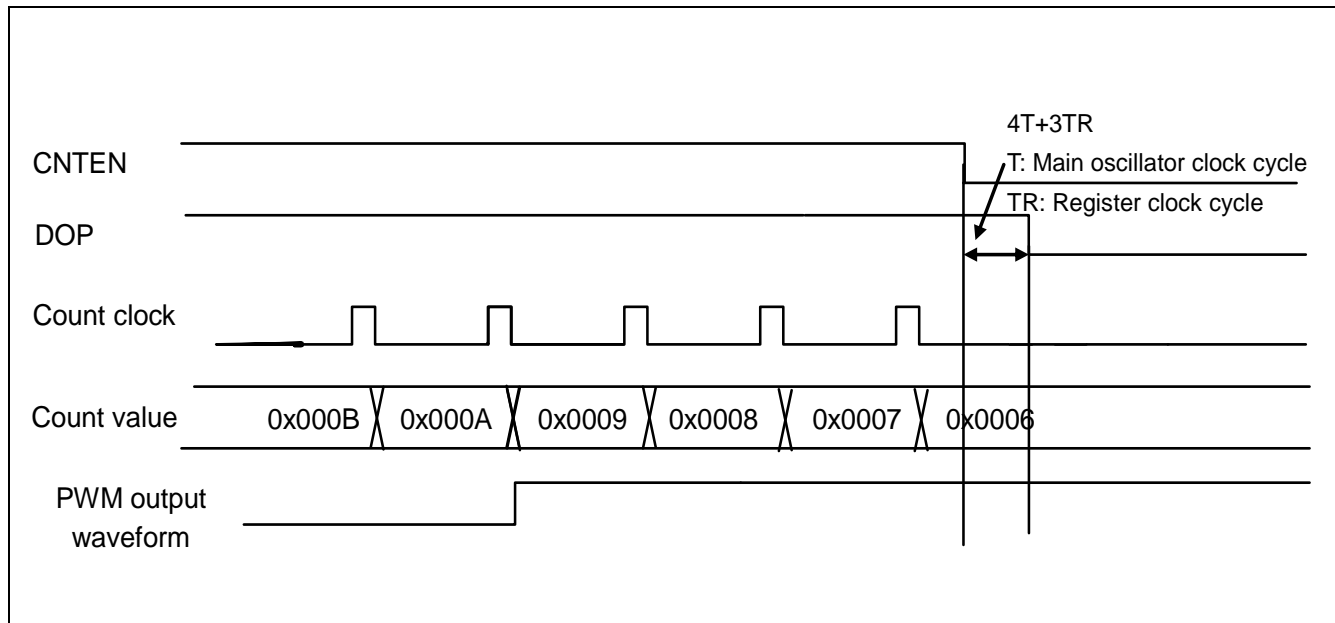 4T+3TR
CNTEN
T: Main oscillator clock cycle
TR: Register clock cycle
DOP
Count clock
Count value
0x000B
0x000A
0x0009
0x0008
0x0007
0x0006
PWM output
waveform